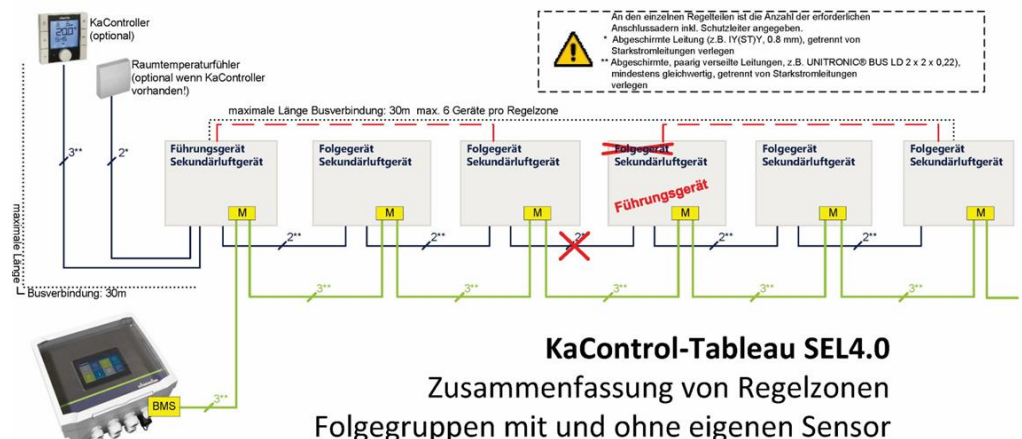 KaController
(optional)
Raumtemperaturfühler
(optional wenn KaController
vorhanden!)
An den einzelnen Regelteilen ist die Anzahl der erforderlichen
Anschlussadern inkl. Schutzleiter angegeben.
* Abgeschirmte Leitung (z.B. IY(ST)Y, 0.8 mm), getrennt von
Starkstromleitungen verlegen
** Abgeschirmte, paarig verseilte Leitungen, z.B. UNITRONIC® BUS LD 2 x 2 x 0,22),
mindestens gleichwertig, getrennt von Starkstromleitungen
verlegen
maximale Länge Busverbindung: 30m max. 6 Geräte pro Regelzone
3**
2*
Führungsgerät
Sekundärluftgerät
M
Folgegerät
Sekundärluftgerät
M
Folgegerät
Sekundärluftgerät
M
Folgegerät
Sekundärluftgerät
Führungsgerät
M
Folgegerät
Sekundärluftgerät
M
Folgegerät
Sekundärluftgerät
M
2**
2**
2*
2**
2**
3**
3**
3**
3**
3**
maximale Länge
Busverbindung: 30m
BMS
3**
KaControl-Tableau SEL4.0
Zusammenfassung von Regelzonen
Folgegruppen mit und ohne eigenen Sensor